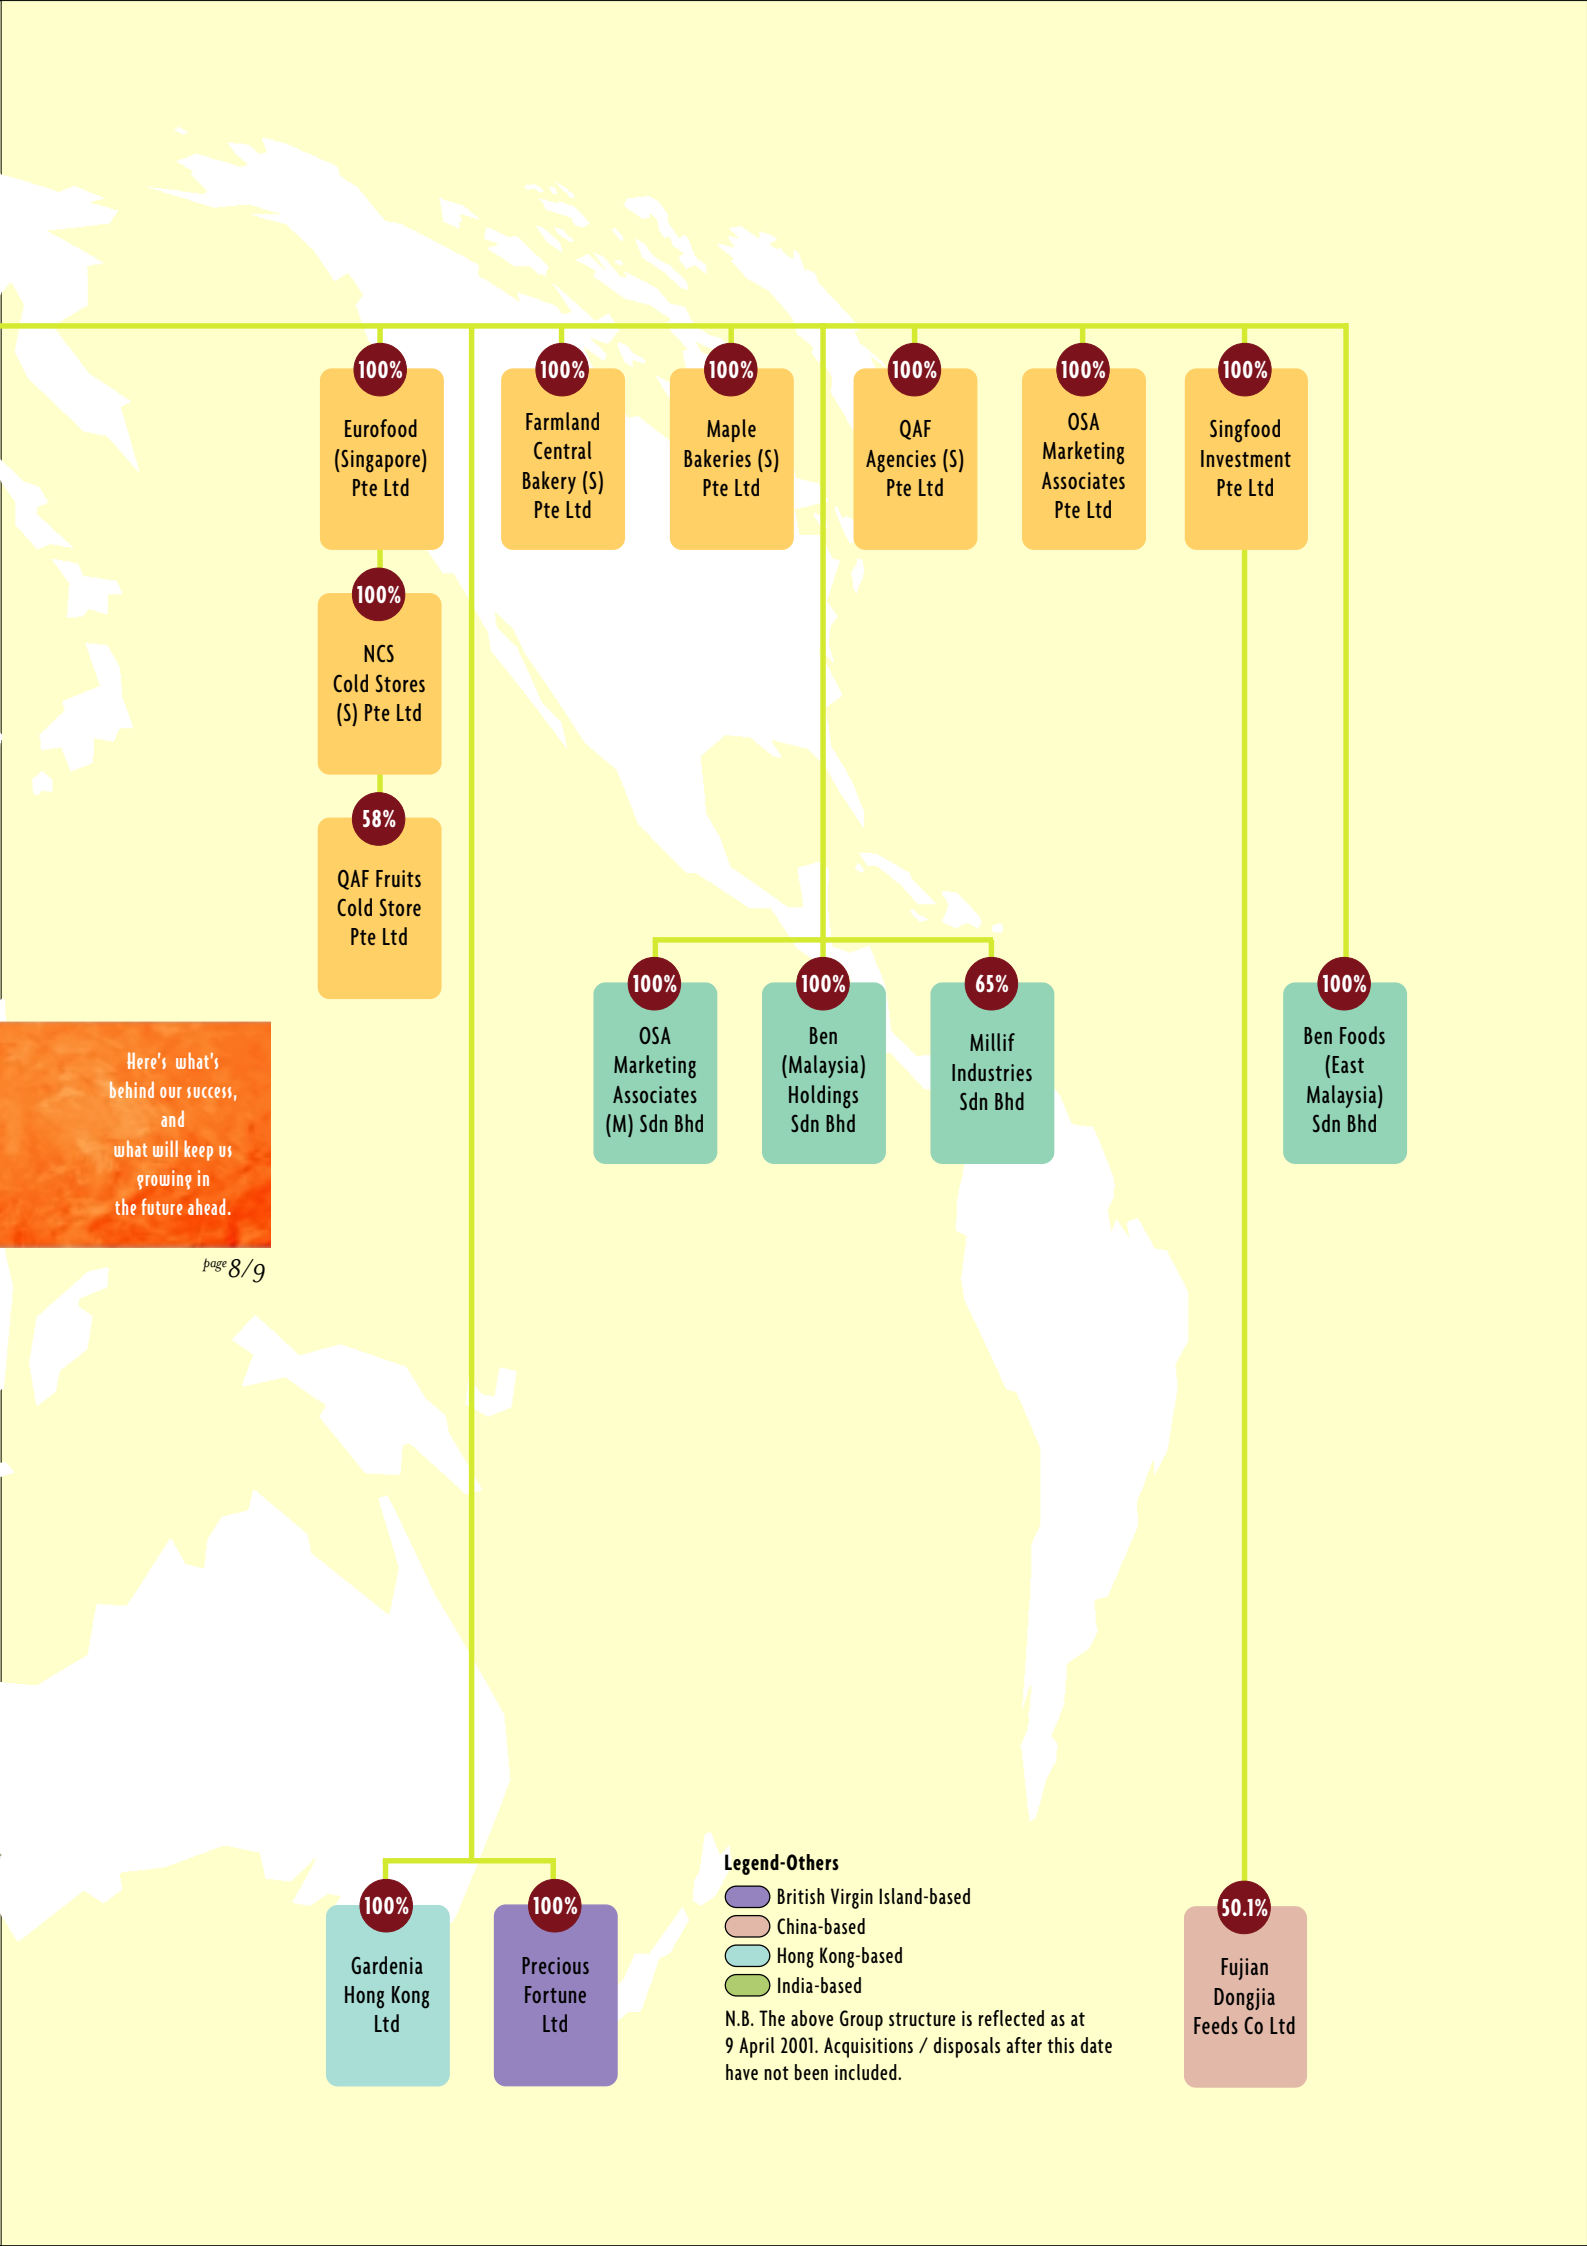 100%
Eurofood
(Singapore)
Pte Ltd
100%
Farmland
Central
Bakery (S)
Pte Ltd
100%
Maple
Bakeries (S)
Pte Ltd
100%
QAF
Agencies (S)
Pte Ltd
100%
OSA
Marketing
Associates
Pte Ltd
100%
Singfood
Investment
Pte Ltd
100%
NCS
Cold Stores
(S) Pte Ltd
58%
QAF Fruits
Cold Store
Pte Ltd
100%
OSA
Marketing
Associates
(M) Sdn Bhd
100%
Ben
(Malaysia)
Holdings
Sdn Bhd
65%
Millif
Industries
Sdn Bhd
100%
Ben Foods
(East
Malaysia)
Sdn Bhd
Here's what's
behind our success,
and
what will keep us
growing in
the future ahead.
page 8/9
100%
Gardenia
Hong Kong
Ltd
100%
Precious
Fortune
Ltd
Legend-Others
British Virgin Island-based
China-based
Hong Kong-based
India-based
N.B. The above Group structure is reflected as at
9 April 2001. Acquisitions / disposals after this date
have not been included.
50.1%
Fujian
Dongjia
Feeds Co Ltd